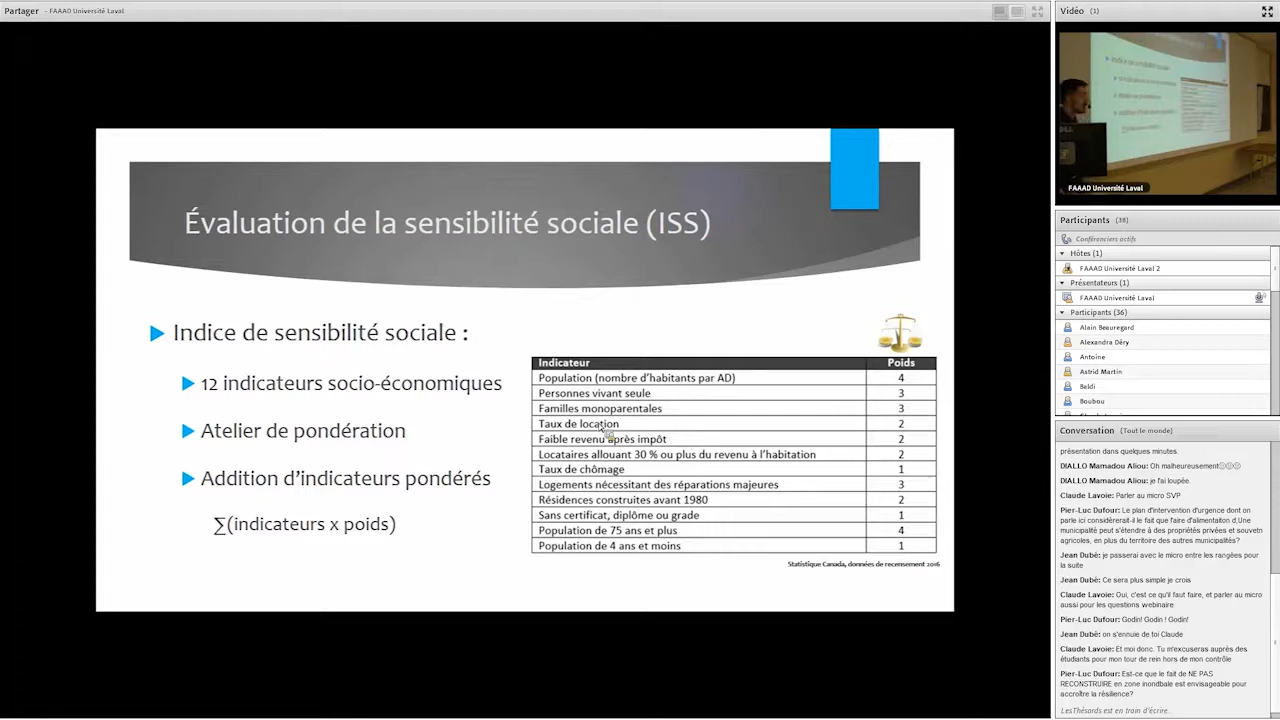 Partager - FAAAD Université Laval
Évaluation de la sensibilité sociale (ISS)
Indice de sensibilité sociale :
12 indicateurs socio-économiques
Atelier de pondération
Addition d’indicateurs pondérés
∑(indicateurs x poids)
Indicateur Poids
Population (nombre d’habitants par AD) 4
Personnes vivant seule 3
Familles monoparentales 3
Taux de location 2
Faible revenu après impôt 2
Locataires allouant 30 % ou plus du revenu à l’habitation 2
Taux de chômage 1
Logements nécessitant des réparations majeures 3
Résidences construites avant 1980 2
Sans certificat, diplôme ou grade 1
Population de 75 ans et plus 4
Population de 4 ans et moins 1
Statistique Canada, données de recensement 2016
Vidéo (1)
FAAAD Université Laval
Participants (38)
Conférenciers actifs
Hôtes (1)
FAAAD Université Laval 2
Présentateurs (1)
FAAAD Université Laval
Participants (36)
Alain Beauregard
Alexandra Déry
Antoine
Astrid Martin
Beldi
Boubou
Conversation (Tout le monde)
présentation dans quelques minutes.
DIALLO Mamadou Aliou: Oh malheureusement
DIALLO Mamadou Aliou: je l'ai loupée.
Claude Lavoie: Parler au micro SVP
Pier-Luc Dufour: Le plan d'intervention d'urgence dont on
parle ici considèrerait-il le fait que l'aire d'alimentaiton d,Une
municipalité peut s'étendre à des propriétés privées et souvetn
agricoles, en plus du territoire des autres municipalités?
Jean Dubé: je passerai avec le micro entre les rangées pour
la suite
Jean Dubé: Ce sera plus simple je crois
Claude Lavoie: Oui, c'est ce qu'il faut faire, et parler au micro
aussi pour les questions webinaire
Pier-Luc Dufour: Godin! Godin ! Godin!
Jean Dubé: on s'ennuie de toi Claude
Claude Lavoie: Et moi donc. Tu m'excuseras auprès des
étudiants pour mon tour de rein hors de mon contrôle
Pier-Luc Dufour: Est-ce que le fait de NE PAS
RECONSTRUIRE en zone inondbale est envisageable pour
accroître la résilience?
LesThésards est en train d'écrire...